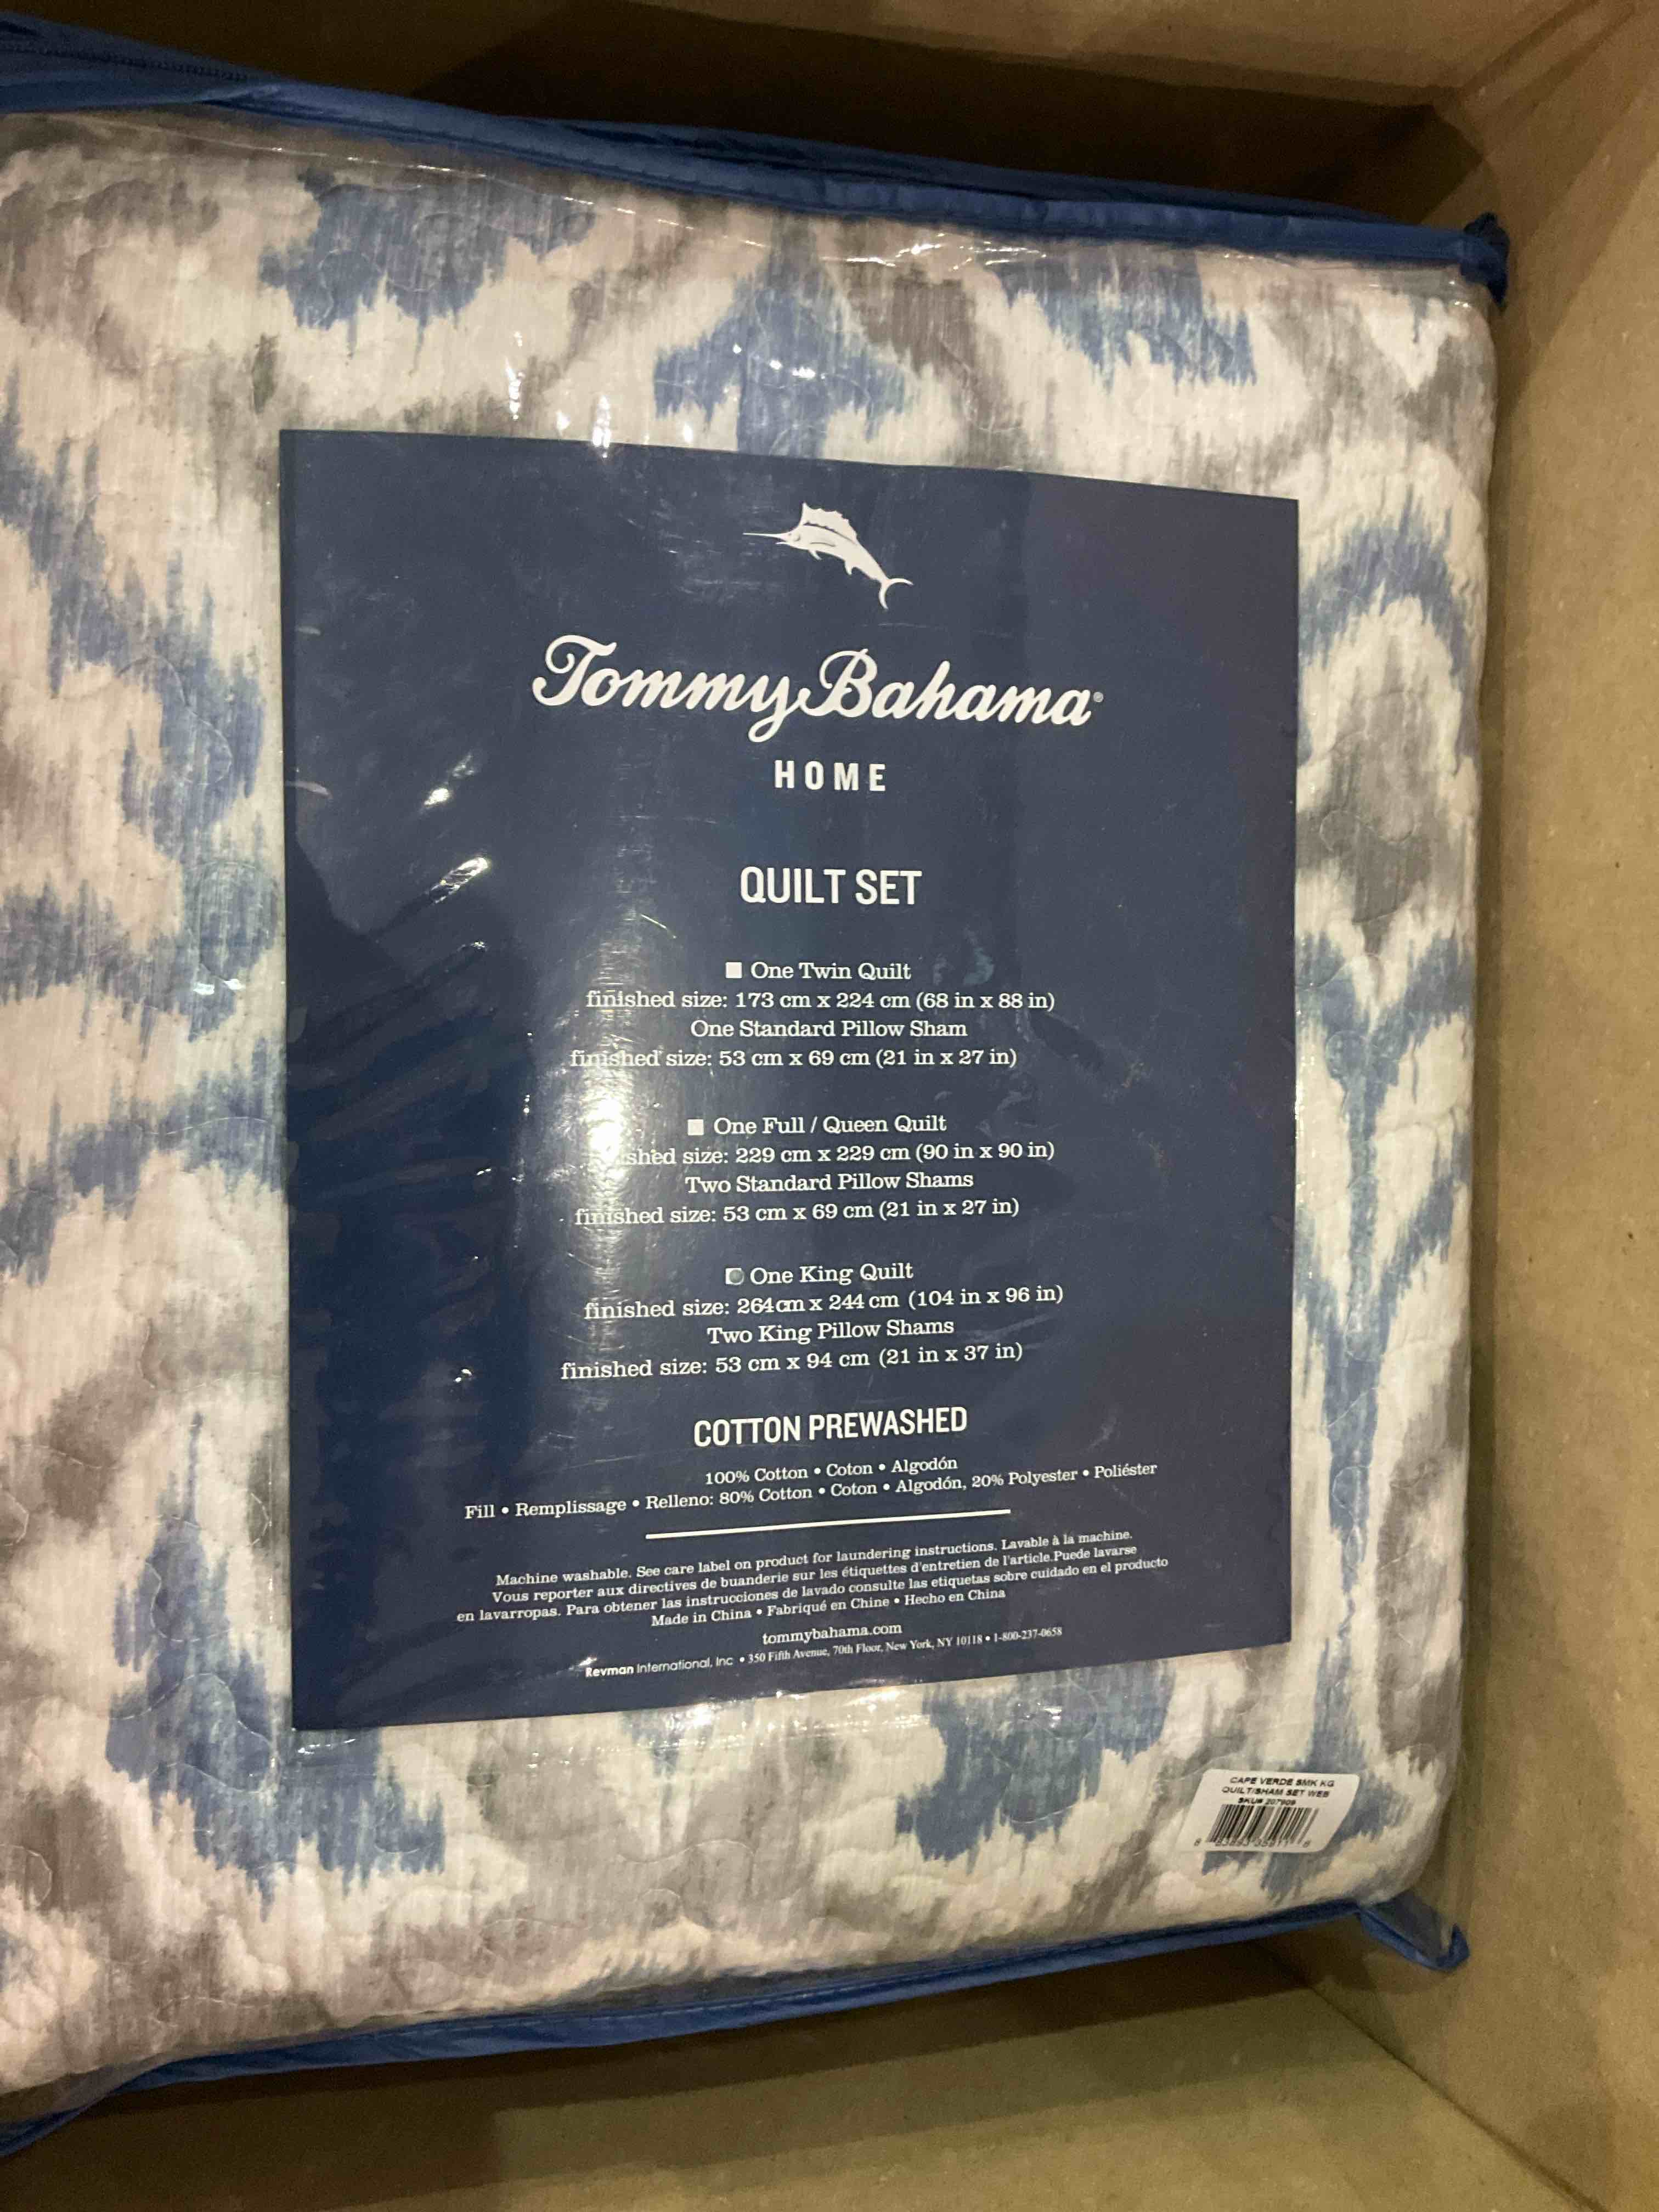 Tommy Bahama®
HOME
QUILT SET
One Twin Quilt
finished size: 173 cm x 224 cm (68 in x 88 in)
One Standard Pillow Sham
finished size: 53 cm x 69 cm (21 in x 27 in)
One Full / Queen Quilt
shed size: 229 cm x 229 cm (90 in x 90 in)
Two Standard Pillow Shams
finished size: 53 cm x 69 cm (21 in x 27 in)
One King Quilt
finished size: 264cm x 244 cm (104 in x 96 in)
Two King Pillow Shams
finished size: 53 cm x 94 cm (21 in x 37 in)
COTTON PREWASHED
100% Cotton • Coton • Algodón
Fill • Remplissage • Relleno: 80% Cotton • Coton • Algodón, 20% Polyester • Poliéster
Machine washable. See care label on product for laundering instructions. Lavable à la machine.
Vous reporter aux directives de buanderie sur les étiquettes d'entretien de l'article.Puede lavarse
en lavarropas. Para obtener las instrucciones de lavado consulte las etiquetas sobre cuidado en el producto
Made in China • Fabriqué en Chine • Hecho en China
tommybahama.com
Revman International, Inc • 350 Fifth Avenue, 70th Floor, New York, NY 10118 • 1-800-237-0658
CAPE VERDE SMK KG
QUILT/SHAM SET WEB
SKU# 207909